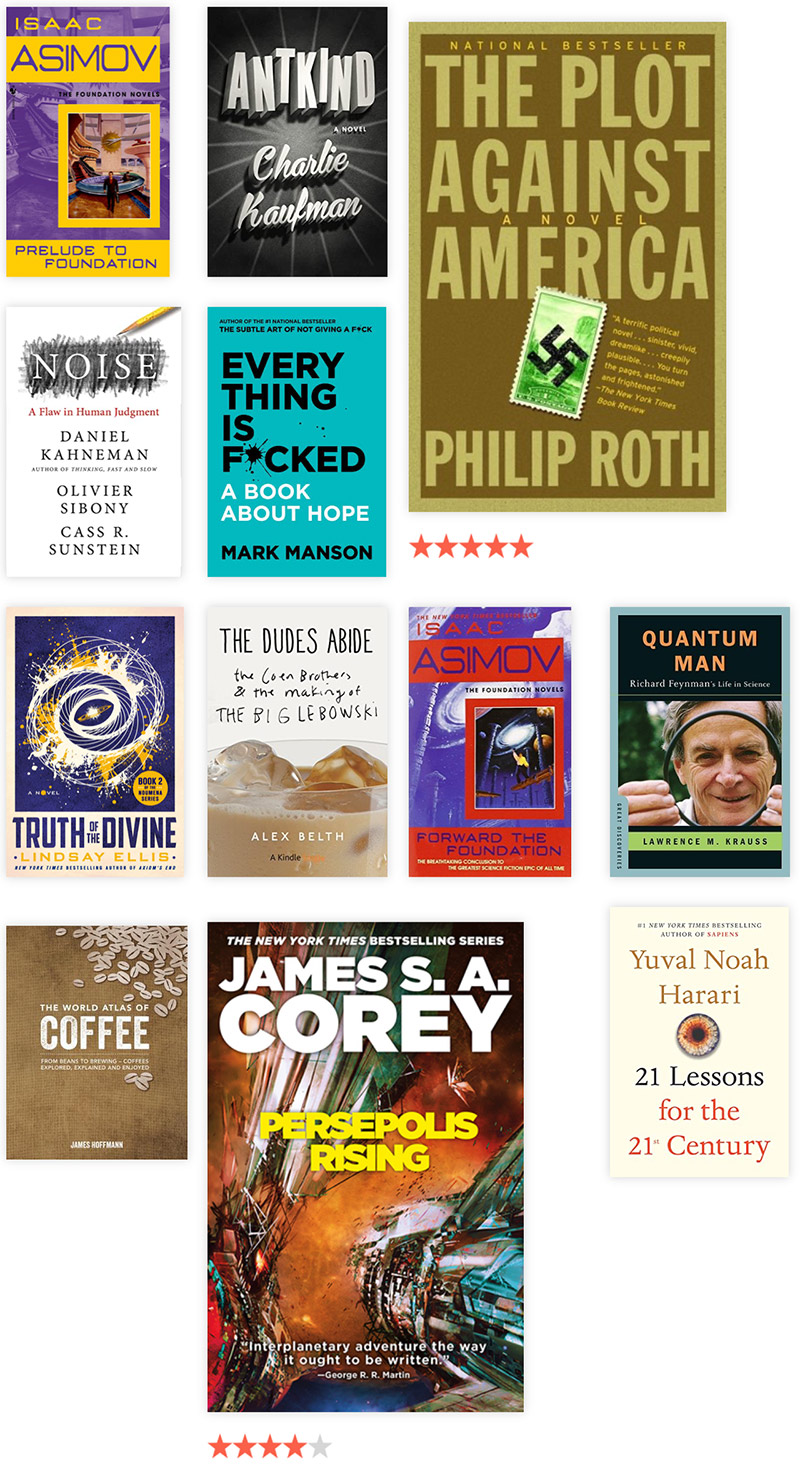 ISAAC
ASIMOV
THE FOUNDATION NOVELS
PRELUDE TO
FOUNDATION
ANTKIND
A NOVEL
Charlie
Kaufman
NATIONAL BESTSELLER
THE PLOT
AGAINST
A NOVEL
AMERICA
"A terrific political
novel . . . sinister, vivid,
dreamlike . . . creepily
plausible. . . . You turn
the pages, astonished
and frightened."
—The New York Times
Book Review
PHILIP ROTH
NOISE
A Flaw in Human Judgment
DANIEL
KAHNEMAN
AUTHOR OF THINKING, FAST AND SLOW
OLIVIER
SIBONY
CASS R.
SUNSTEIN
AUTHOR OF THE #1 NATIONAL BESTSELLER
THE SUBTLE ART OF NOT GIVING A F*CK
EVERY
THING
IS
F*CKED
A BOOK
ABOUT HOPE
MARK MANSON
A NOVEL
BOOK 2
OF THE
NOUMENA
SERIES
TRUTH OF THE DIVINE
LINDSAY ELLIS
NEW YORK TIMES BESTSELLING AUTHOR OF AXIOM'S END
THE DUDES ABIDE
the Coen Brothers
& the making of
THE BIG LEBOWSKI
ALEX BELTH
A Kindle
THE NEW YORK TIMES BESTSELLER
ISAAC
ASIMOV
THE FOUNDATION NOVELS
FORWARD THE
FOUNDATION
THE BREATHTAKING CONCLUSION TO
THE GREATEST SCIENCE FICTION EPIC OF ALL TIME
QUANTUM
MAN
Richard Feynman's Life in Science
GREAT DISCOVERIES
LAWRENCE M. KRAUSS
THE WORLD ATLAS OF
COFFEE
FROM BEANS TO BREWING – COFFEES
EXPLORED, EXPLAINED AND ENJOYED
JAMES HOFFMANN
THE NEW YORK TIMES BESTSELLING SERIES
JAMES S. A.
COREY
PERSEPOLIS
RISING
"Interplanetary adventure the way
it ought to be written."
—George R. R. Martin
#1 NEW YORK TIMES BESTSELLING
AUTHOR OF SAPIENS
Yuval Noah
Harari
21 Lessons
for the
21st Century